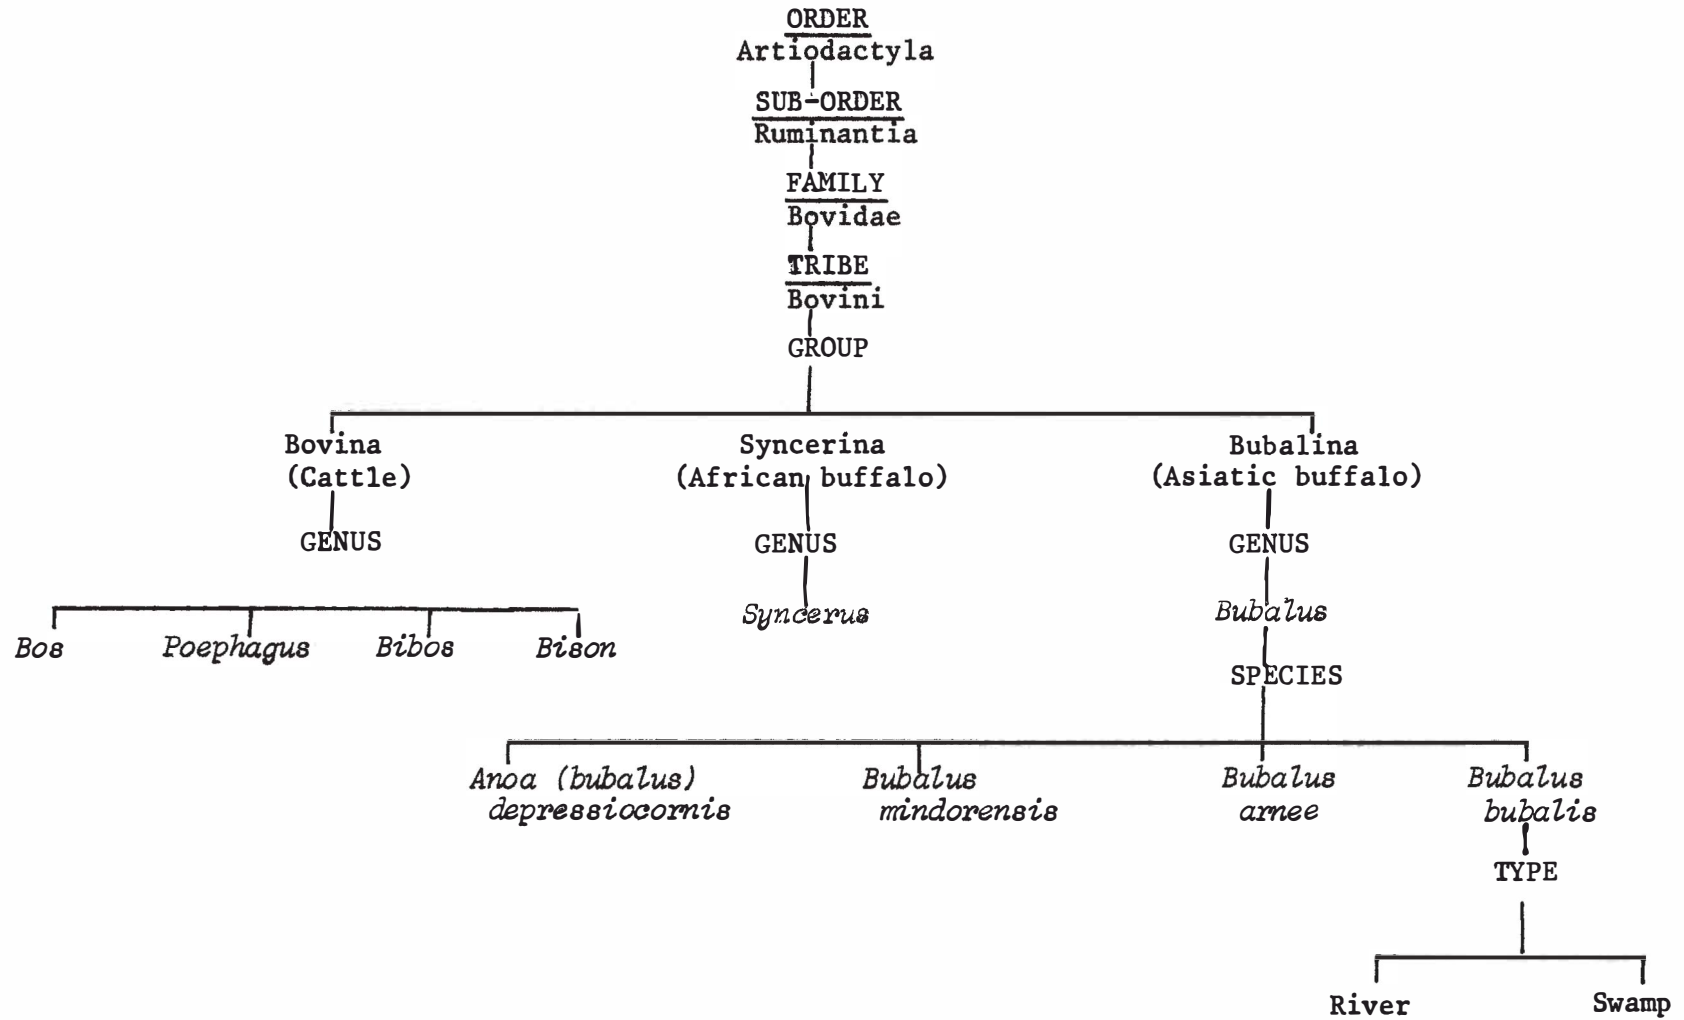 ORDER
Artiodactyla
SUB-ORDER
Ruminantia
FAMILY
Bovidae
TRIBE
Bovini
GROUP
Bovina
(Cattle)
Syncerina
(African buffalo)
Bubalina
(Asiatic buffalo)
GENUS
GENUS
GENUS
Bos
Poephagus
Bibos
Bison
Syncerus
Bubalus
SPECIES
Anoa (bubalus)
depressiocornis
Bubalus
mindorensis
Bubalus
arnee
Bubalus
bubalis
TYPE
River
Swamp